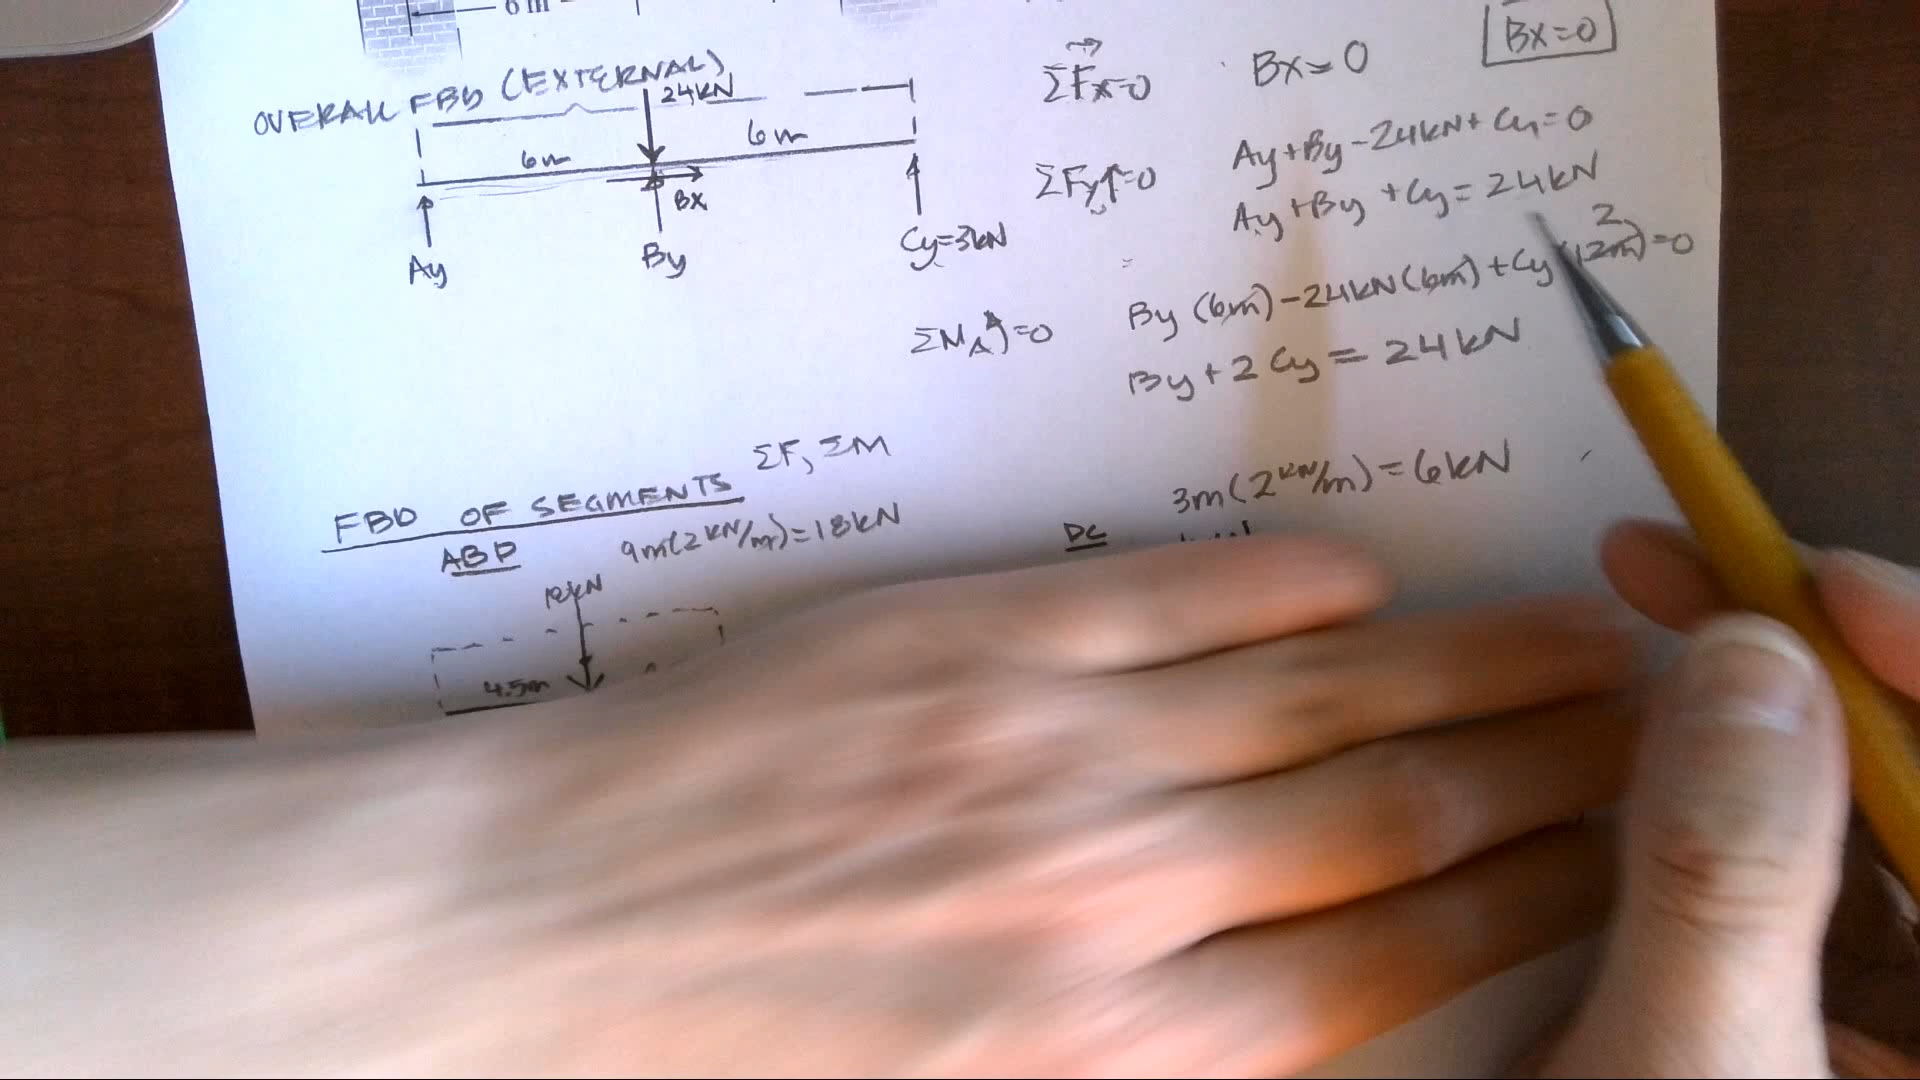 6 m
Bx=0
OVERALL FBD (EXTERNAL)
24kN
6m
6m
Bx
Ay
By
Cy=3kN
→
ΣFx=0
Bx=0
ΣFy↑=0
Ay+By-24kN+Cy=0
Ay+By+Cy=24kN
2
ΣMA)=0
By(6m)-24kN(6m)+Cy(12m)=0
By+2Cy=24kN
FBD OF SEGMENTS ΣF, ΣM
ABD
9m(2kN/m)=18kN
18kN
4.5m
DC
3m(2kN/m)=6kN